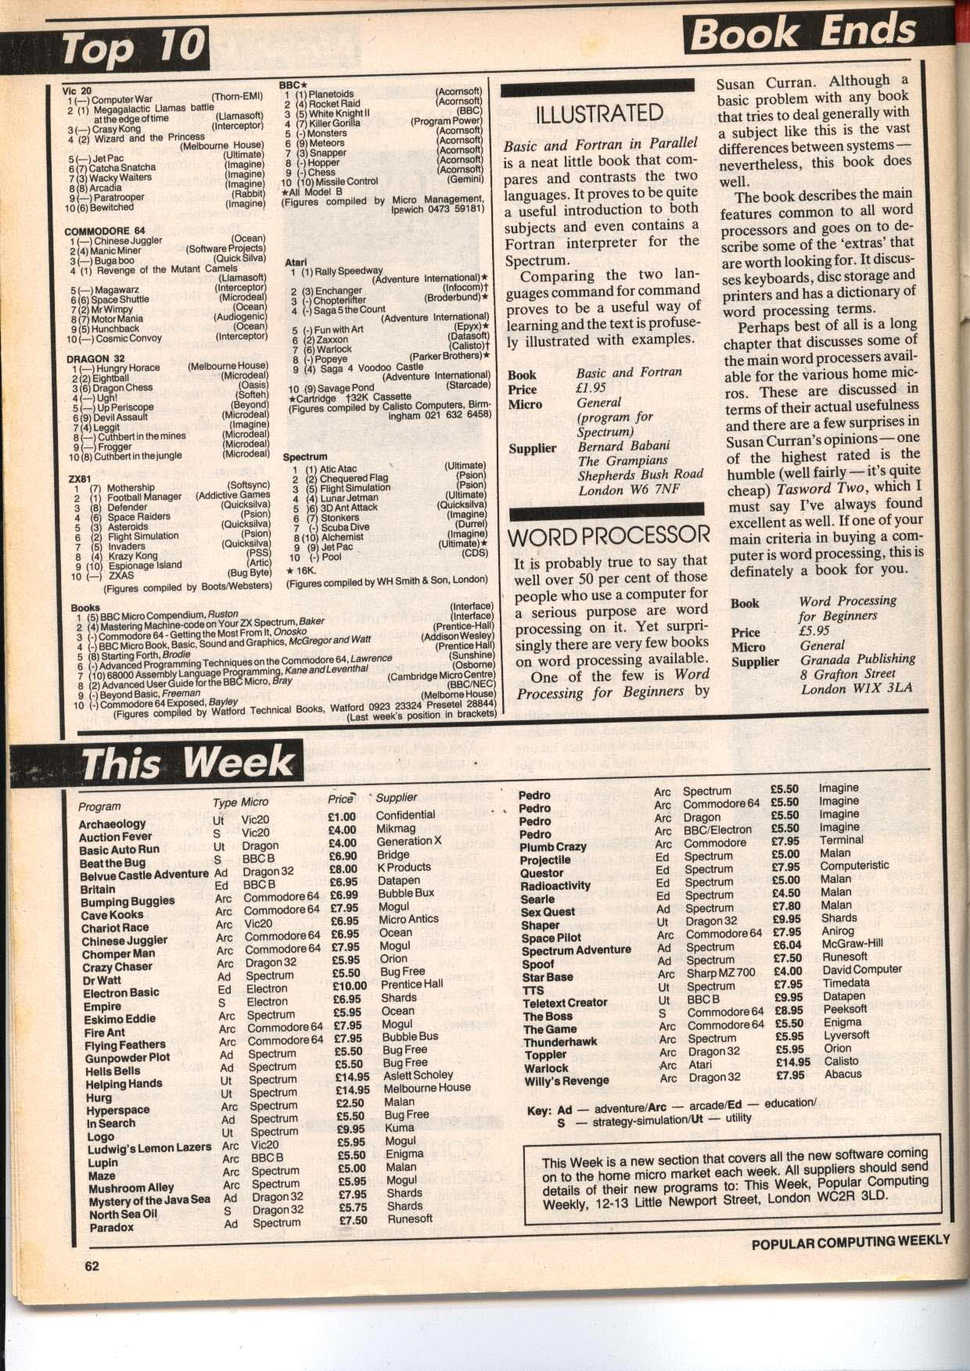 Top 10
Book Ends
Vic 20
1 (—) Computer War (Thorn-EMI)
2 (1) Megagalactic Llamas battle
at the edge of time (Llamasoft)
3 (—) Crasy Kong (Interceptor)
4 (2) Wizard and the Princess
(Melbourne House)
5 (—) Jet Pac (Ultimate)
6 (7) Catcha Snatcha (Imagine)
7 (3) Wacky Waiters (Imagine)
8 (8) Arcadia (Imagine)
9 (—) Paratrooper (Rabbit)
10 (6) Bewitched (Imagine)
COMMODORE 64
1 (—) Chinese Juggler (Ocean)
2 (4) Manic Miner (Software Projects)
3 (—) Bugaboo (Quick Silva)
4 (1) Revenge of the Mutant Camels
(Llamasoft)
5 (—) Magawarz (Interceptor)
6 (6) Space Shuttle (Microdeal)
7 (2) Mr Wimpy (Ocean)
8 (7) Motor Mania (Audiogenic)
9 (5) Hunchback (Ocean)
10 (—) Cosmic Convoy (Interceptor)
DRAGON 32
1 (—) Hungry Horace (Melbourne House)
2 (2) Eightball (Microdeal)
3 (6) Dragon Chess (Oasis)
4 (—) Ugh! (Softeh)
5 (—) Up Periscope (Beyond)
6 (9) Devil Assault (Microdeal)
7 (4) Leggit (Imagine)
8 (—) Cuthbert in the mines (Microdeal)
9 (—) Frogger (Microdeal)
10 (8) Cuthbert in the jungle (Microdeal)
ZX81
1 (7) Mothership (Softsync)
2 (1) Football Manager (Addictive Games
3 (8) Defender (Quicksilva)
4 (6) Space Raiders (Psion)
5 (3) Asteroids (Quicksilva)
6 (2) Flight Simulation (Psion)
7 (5) Invaders (Quicksilva)
8 (4) Krazy Kong (PSS)
9 (10) Espionage Island (Artic)
10 (—) ZXAS (Bug Byte)
(Figures compiled by Boots/Websters)
BBC★
1 (1) Planetoids (Acornsoft)
2 (4) Rocket Raid (Acornsoft)
3 (5) White Knight II (BBC)
4 (7) Killer Gorilla (Program Power)
5 (-) Monsters (Acornsoft)
6 (9) Meteors (Acornsoft)
7 (3) Snapper (Acornsoft)
8 (-) Hopper (Acornsoft)
9 (-) Chess (Acornsoft)
10 (10) Missile Control (Gemini)
★All Model B
(Figures compiled by Micro Management,
Ipswich 0473 59181)
Atari
1 (1) Rally Speedway
(Adventure International)★
2 (3) Enchanger (Infocom)†
3 (-) Choplifter (Broderbund)★
4 (-) Saga 5 the Count
(Adventure International)
5 (-) Fun with Art (Epyx)★
6 (2) Zaxxon (Datasoft)
7 (6) Warlock (Calisto)†
8 (-) Popeye (Parker Brothers)★
9 (4) Saga 4 Voodoo Castle
(Adventure International)
10 (9) Savage Pond (Starcade)
★Cartridge †32K Cassette
(Figures compiled by Calisto Computers, Birm-
ingham 021 632 6458)
Spectrum
1 (1) Atic Atac (Ultimate)
2 (2) Chequered Flag (Psion)
3 (5) Flight Simulation (Psion)
4 (4) Lunar Jetman (Ultimate)
5 )6) 3D Ant Attack (Quicksilva)
6 (7) Stonkers (Imagine)
7 (-) Scuba Dive (Durrel)
8 (10) Alchemist (Imagine)
9 (9) Jet Pac (Ultimate)★
10 (-) Pool (CDS)
★ 16K.
(Figures compiled by WH Smith & Son, London)
Books
1 (5) BBC Micro Compendium, Ruston (Interface)
2 (4) Mastering Machine-code on Your ZX Spectrum, Baker (Interface)
3 (-) Commodore 64 - Getting the Most From It, Onosko (Prentice-Hall)
4 (-) BBC Micro Book, Basic, Sound and Graphics, McGregor and Watt (Addison Wesley)
5 (8) Starting Forth, Brodie (Prentice Hall)
6 (-) Advanced Programming Techniques on the Commodore 64, Lawrence (Sunshine)
7 (10) 68000 Assembly Language Programming, Kane and Leventhal (Osborne)
8 (2) Advanced User Guide for the BBC Micro, Bray (Cambridge Micro Centre)
9 (-) Beyond Basic, Freeman (BBC/NEC)
10 (-) Commodore 64 Exposed, Bayley (Melborne House)
(Figures compiled by Watford Technical Books, Watford 0923 23324 Presetel 28844)
(Last week's position in brackets)
ILLUSTRATED
Basic and Fortran in Parallel
is a neat little book that com-
pares and contrasts the two
languages. It proves to be quite
a useful introduction to both
subjects and even contains a
Fortran interpreter for the
Spectrum.
Comparing the two lan-
guages command for command
proves to be a useful way of
learning and the text is profuse-
ly illustrated with examples.
Book Basic and Fortran
Price £1.95
Micro General
(program for
Spectrum)
Supplier Bernard Babani
The Grampians
Shepherds Bush Road
London W6 7NF
WORD PROCESSOR
It is probably true to say that
well over 50 per cent of those
people who use a computer for
a serious purpose are word
processing on it. Yet surpri-
singly there are very few books
on word processing available.
One of the few is Word
Processing for Beginners by
Susan Curran. Although a
basic problem with any book
that tries to deal generally with
a subject like this is the vast
differences between systems —
nevertheless, this book does
well.
The book describes the main
features common to all word
processors and goes on to de-
scribe some of the 'extras' that
are worth looking for. It discus-
ses keyboards, disc storage and
printers and has a dictionary of
word processing terms.
Perhaps best of all is a long
chapter that discusses some of
the main word processers avail-
able for the various home mic-
ros. These are discussed in
terms of their actual usefulness
and there are a few surprises in
Susan Curran's opinions — one
of the highest rated is the
humble (well fairly — it's quite
cheap) Tasword Two, which I
must say I've always found
excellent as well. If one of your
main criteria in buying a com-
puter is word processing, this is
definately a book for you.
Book Word Processing
for Beginners
Price £5.95
Micro General
Supplier Granada Publishing
8 Grafton Street
London W1X 3LA
This Week
Program Type Micro Price Supplier
Archaeology Ut Vic20 £1.00 Confidential
Auction Fever S Vic20 £4.00 Mikmag
Basic Auto Run Ut Dragon £4.00 Generation X
Beat the Bug S BBC B £6.90 Bridge
Belvue Castle Adventure Ad Dragon 32 £8.00 K Products
Britain Ed BBC B £6.95 Datapen
Bumping Buggies Arc Commodore 64 £6.99 Bubble Bux
Cave Kooks Arc Commodore 64 £7.95 Mogul
Chariot Race Arc Vic20 £6.95 Micro Antics
Chinese Juggler Arc Commodore 64 £6.95 Ocean
Chomper Man Arc Commodore 64 £7.95 Mogul
Crazy Chaser Arc Dragon 32 £5.95 Orion
Dr Watt Ad Spectrum £5.50 Bug Free
Electron Basic Ed Electron £10.00 Prentice Hall
Empire S Electron £6.95 Shards
Eskimo Eddie Arc Spectrum £5.95 Ocean
Fire Ant Arc Commodore 64 £7.95 Mogul
Flying Feathers Arc Commodore 64 £7.95 Bubble Bus
Gunpowder Plot Ad Spectrum £5.50 Bug Free
Hells Bells Ad Spectrum £5.50 Bug Free
Helping Hands Ut Spectrum £14.95 Aslett Scholey
Hurg Ut Spectrum £14.95 Melbourne House
Hyperspace Arc Spectrum £2.50 Malan
In Search Ad Spectrum £5.50 Bug Free
Logo Ut Spectrum £9.95 Kuma
Ludwig's Lemon Lazers Arc Vic20 £5.95 Mogul
Lupin Arc BBC B £5.50 Enigma
Maze Arc Spectrum £5.00 Malan
Mushroom Alley Arc Spectrum £5.95 Mogul
Mystery of the Java Sea Ad Dragon 32 £7.95 Shards
North Sea Oil S Dragon 32 £5.75 Shards
Paradox Ad Spectrum £7.50 Runesoft
Pedro Arc Spectrum £5.50 Imagine
Pedro Arc Commodore 64 £5.50 Imagine
Pedro Arc Dragon £5.50 Imagine
Pedro Arc BBC/Electron £5.50 Imagine
Plumb Crazy Arc Commodore £7.95 Terminal
Projectile Ed Spectrum £5.00 Malan
Questor Ed Spectrum £7.95 Computeristic
Radioactivity Ed Spectrum £5.00 Malan
Searle Ed Spectrum £4.50 Malan
Sex Quest Ad Spectrum £7.80 Malan
Shaper Ut Dragon 32 £9.95 Shards
Space Pilot Arc Commodore 64 £7.95 Anirog
Spectrum Adventure Ad Spectrum £6.04 McGraw-Hill
Spoof Ad Spectrum £7.50 Runesoft
Star Base Arc Sharp MZ 700 £4.00 David Computer
TTS Ut Spectrum £7.95 Timedata
Teletext Creator Ut BBC B £9.95 Datapen
The Boss S Commodore 64 £8.95 Peeksoft
The Game Arc Commodore 64 £5.50 Enigma
Thunderhawk Arc Spectrum £5.95 Lyversoft
Toppler Arc Dragon 32 £5.95 Orion
Warlock Arc Atari £14.95 Calisto
Willy's Revenge Arc Dragon 32 £7.95 Abacus
Key: Ad — adventure/Arc — arcade/Ed — education/
S — strategy-simulation/Ut — utility
This Week is a new section that covers all the new software coming
on to the home micro market each week. All suppliers should send
details of their new programs to: This Week, Popular Computing
Weekly, 12-13 Little Newport Street, London WC2R 3LD.
62
POPULAR COMPUTING WEEKLY